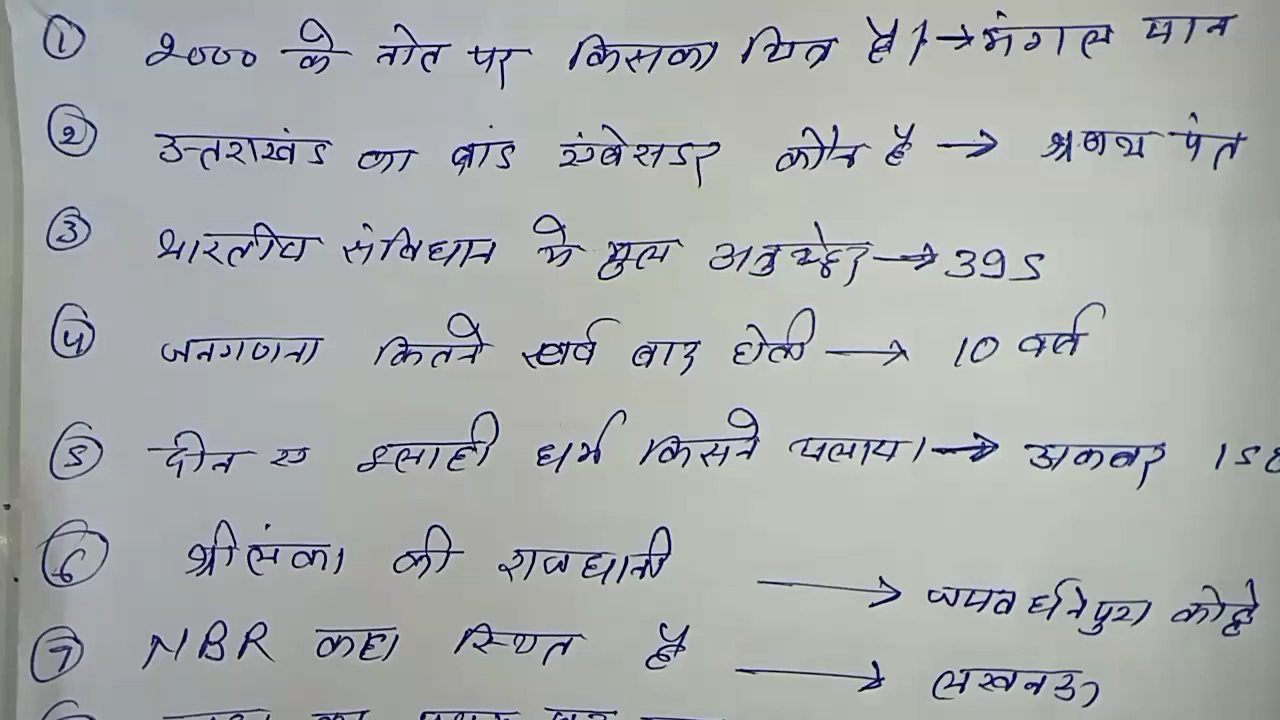 ① 2000 के नोट पर किसका चित्र है। → मंगल यान
② उत्तराखंड का ब्रांड एंबेसडर कौन है → श्रषभ पंत
③ भारतीय संविधान के मुल अनुच्छेद → 395
④ जनगणना कितने वर्ष बाद होती → 10 वर्ष
⑤ दीन ए इलाही धर्म किसने चलाया → अकबर
⑥ श्रीलंका की राजधानी → जयवर्धनेपुरा कोट्टे
⑦ NBR कहा स्थित है → लखनऊ